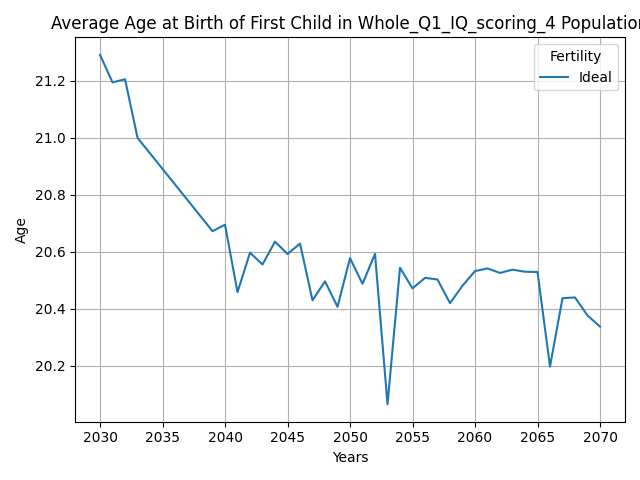 Average Age at Birth of First Child in Whole_Q1_IQ_scoring_4 Population
Fertility
Ideal
21.2
21.0
20.8
20.6
20.4
20.2
Age
2030 2035 2040 2045 2050 2055 2060 2065 2070
Years